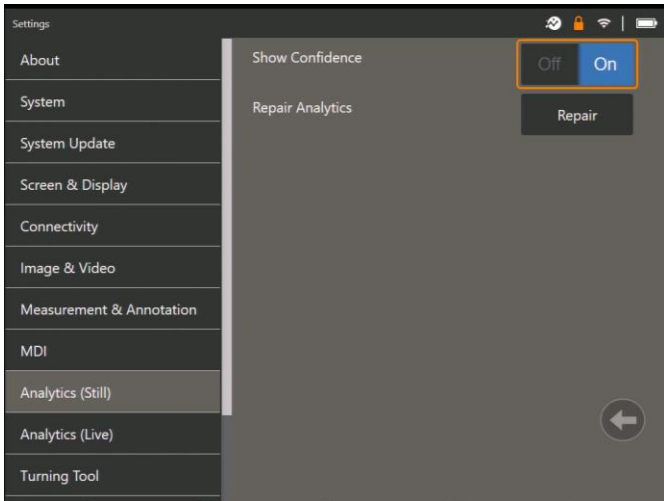 Settings
About
System
System Update
Screen & Display
Connectivity
Image & Video
Measurement & Annotation
MDI
Analytics (Still)
Analytics (Live)
Turning Tool
Show Confidence
Off On
Repair Analytics
Repair